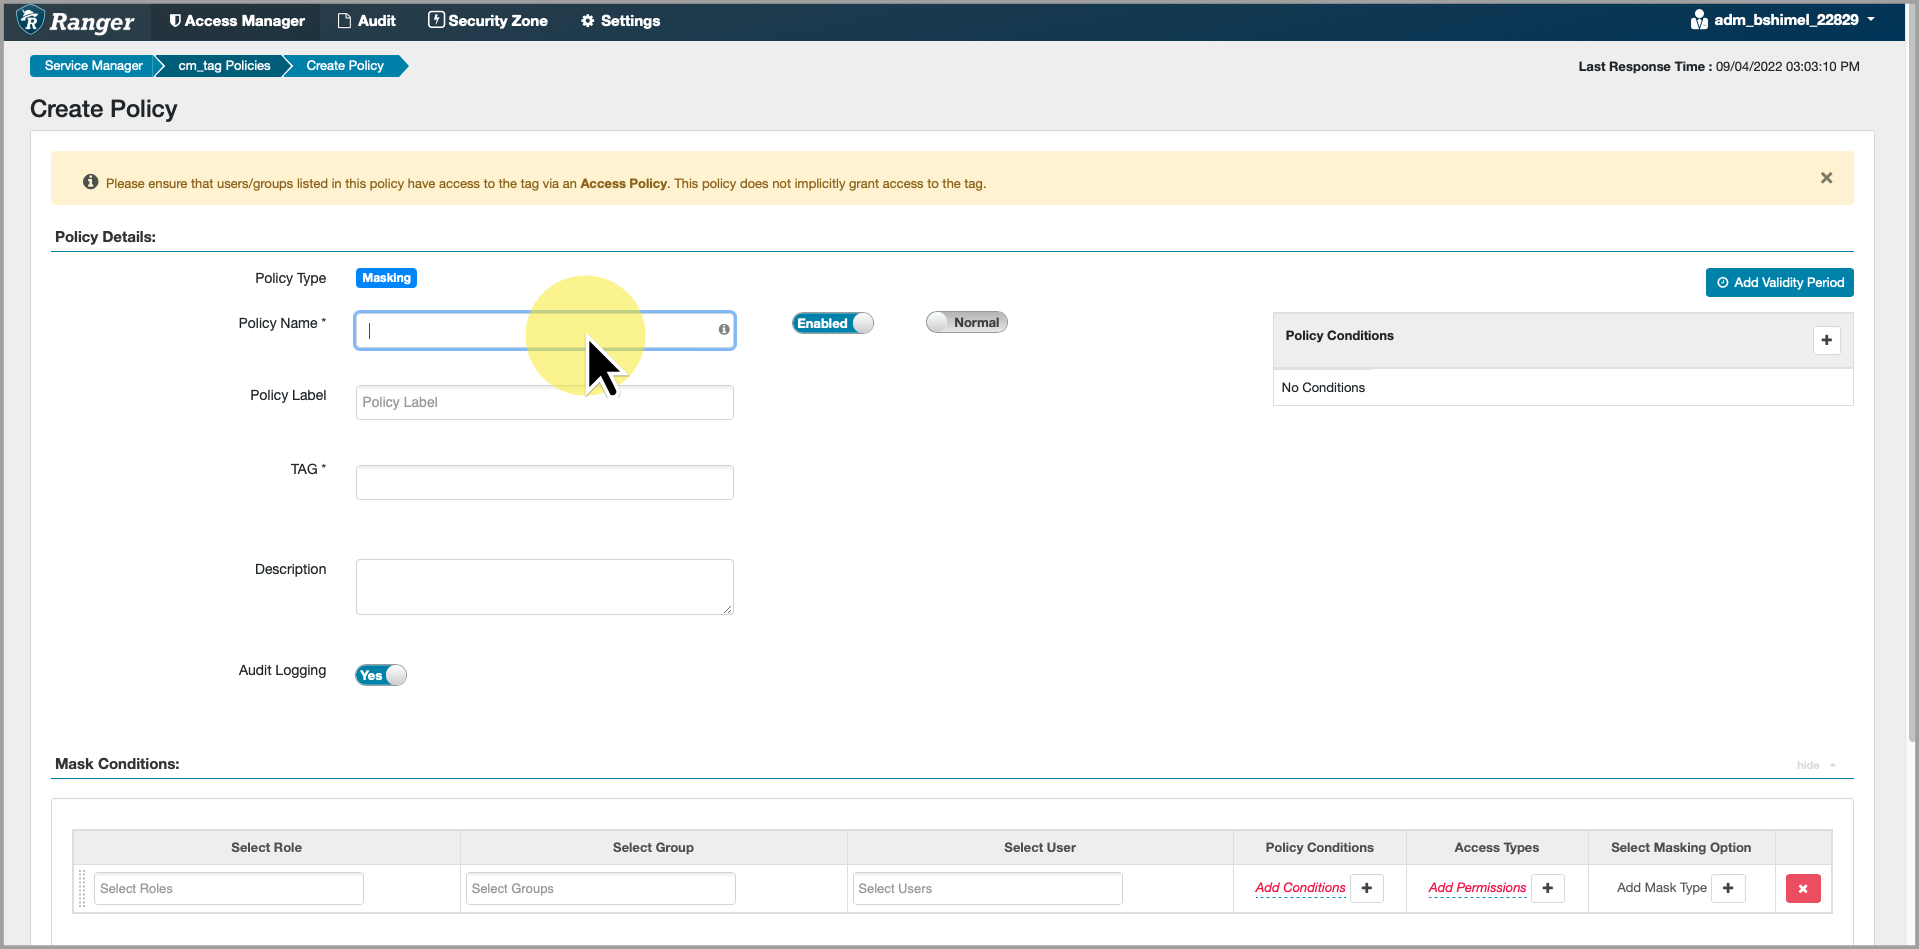 Ranger Access Manager Audit Security Zone Settings adm_bshimel_22829
Service Manager cm_tag Policies Create Policy Last Response Time : 09/04/2022 03:03:10 PM
Create Policy
Please ensure that users/groups listed in this policy have access to the tag via an Access Policy. This policy does not implicitly grant access to the tag.
Policy Details:
Policy Type Masking Add Validity Period
Policy Name * Enabled Normal Policy Conditions
No Conditions
Policy Label Policy Label
TAG *
Description
Audit Logging Yes
Mask Conditions: hide
Select Role Select Group Select User Policy Conditions Access Types Select Masking Option
Select Roles Select Groups Select Users Add Conditions + Add Permissions + Add Mask Type +